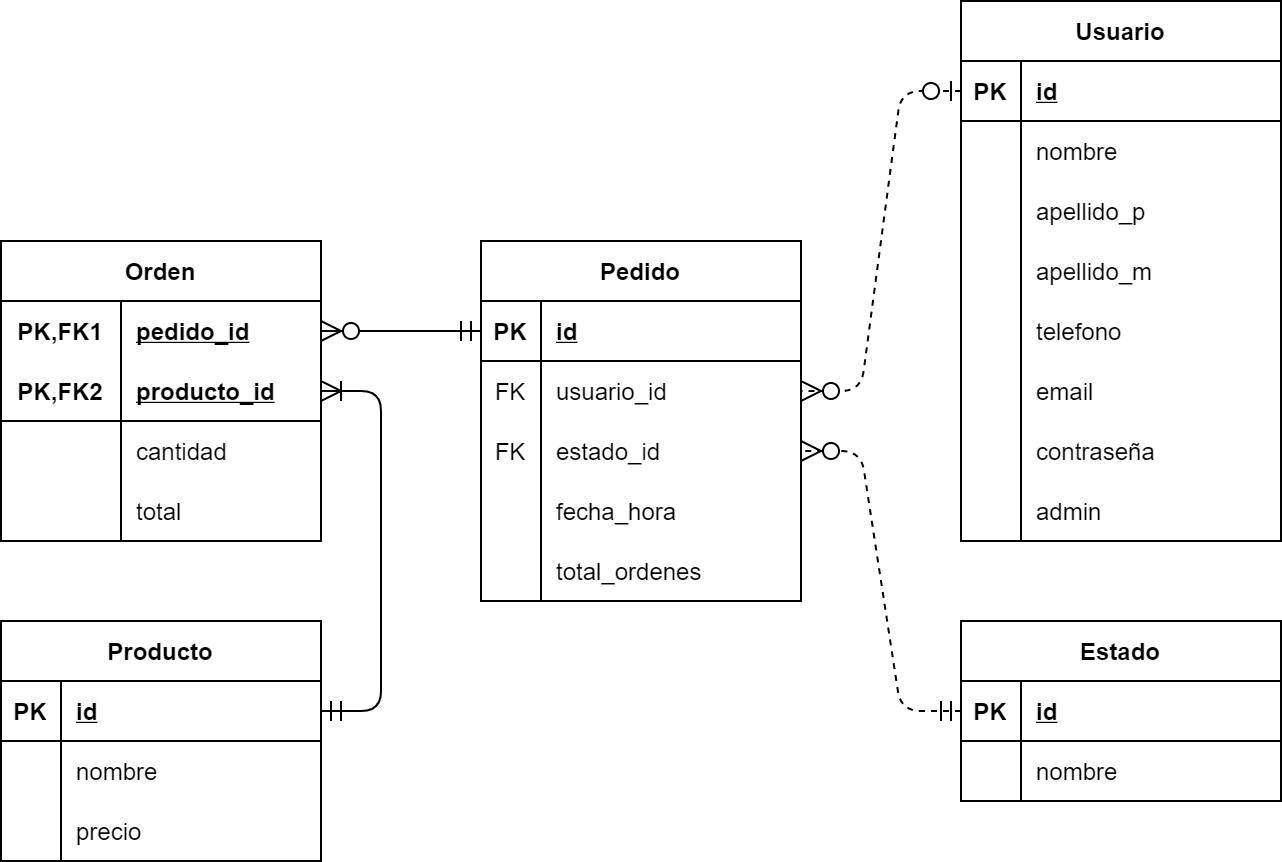 Usuario
PK id
nombre
apellido_p
apellido_m
telefono
email
contraseña
admin
Orden
PK,FK1 pedido_id
PK,FK2 producto_id
cantidad
total
Pedido
PK id
FK usuario_id
FK estado_id
fecha_hora
total_ordenes
Producto
PK id
nombre
precio
Estado
PK id
nombre